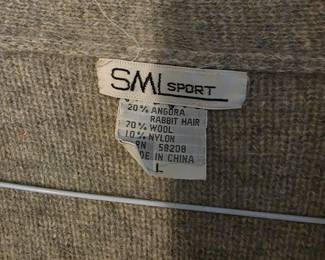 SML SPORT
20% ANGORA
RABBIT HAIR
70% WOOL
10% NYLON
RN 58208
DE IN CHINA
L